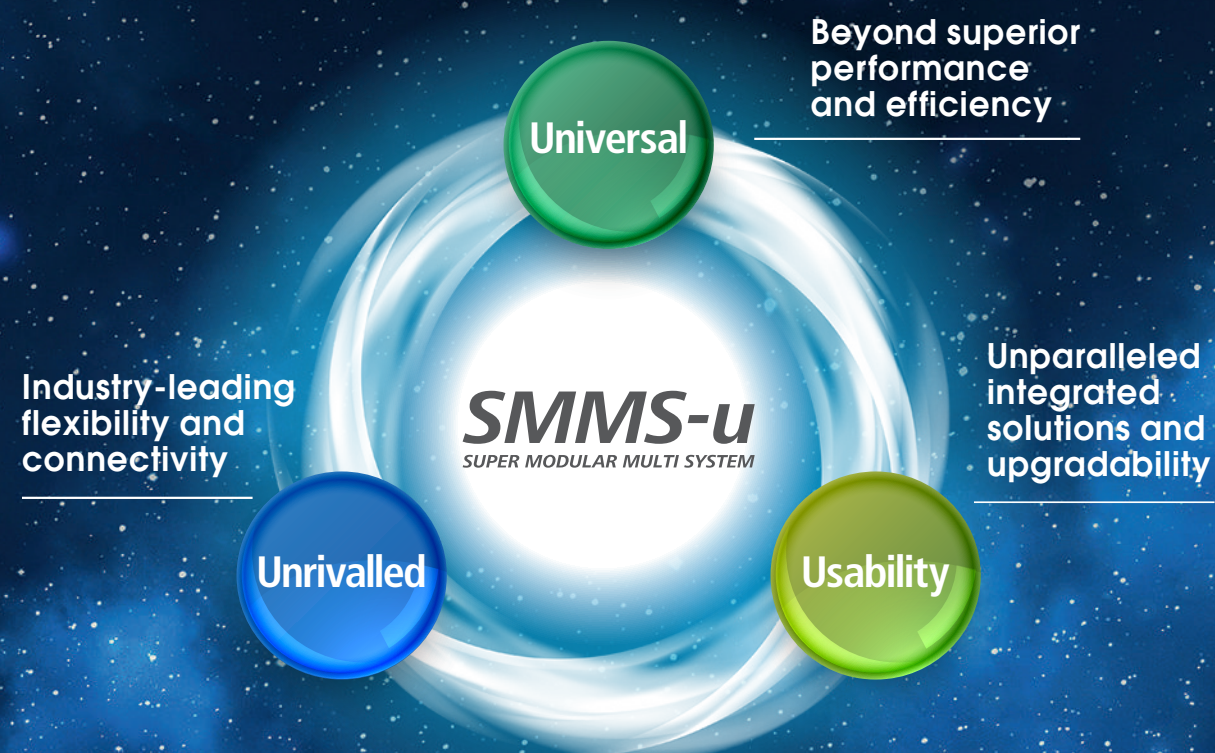 Beyond superior
performance
and efficiency
Universal
Industry-leading
flexibility and
connectivity
Unparalleled
integrated
solutions and
upgradability
SMMS-u
SUPER MODULAR MULTI SYSTEM
Unrivalled
Usability